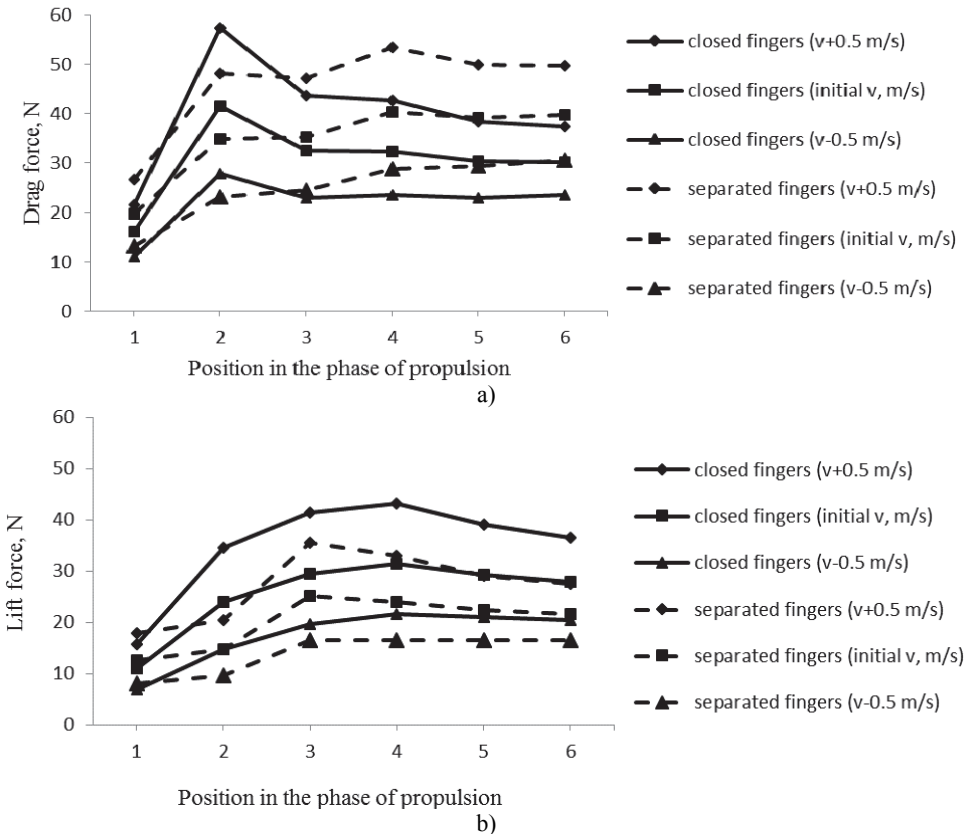 60
50
40
30
20
10
0
Drag force, N
1 2 3 4 5 6
Position in the phase of propulsion
closed fingers (v+0.5 m/s)
closed fingers (initial v, m/s)
closed fingers (v-0.5 m/s)
separated fingers (v+0.5 m/s)
separated fingers (initial v, m/s)
separated fingers (v-0.5 m/s)
a)
60
50
40
30
20
10
0
Lift force, N
1 2 3 4 5 6
Position in the phase of propulsion
closed fingers (v+0.5 m/s)
closed fingers (initial v, m/s)
closed fingers (v-0.5 m/s)
separated fingers (v+0.5 m/s)
separated fingers (initial v, m/s)
separated fingers (v-0.5 m/s)
b)